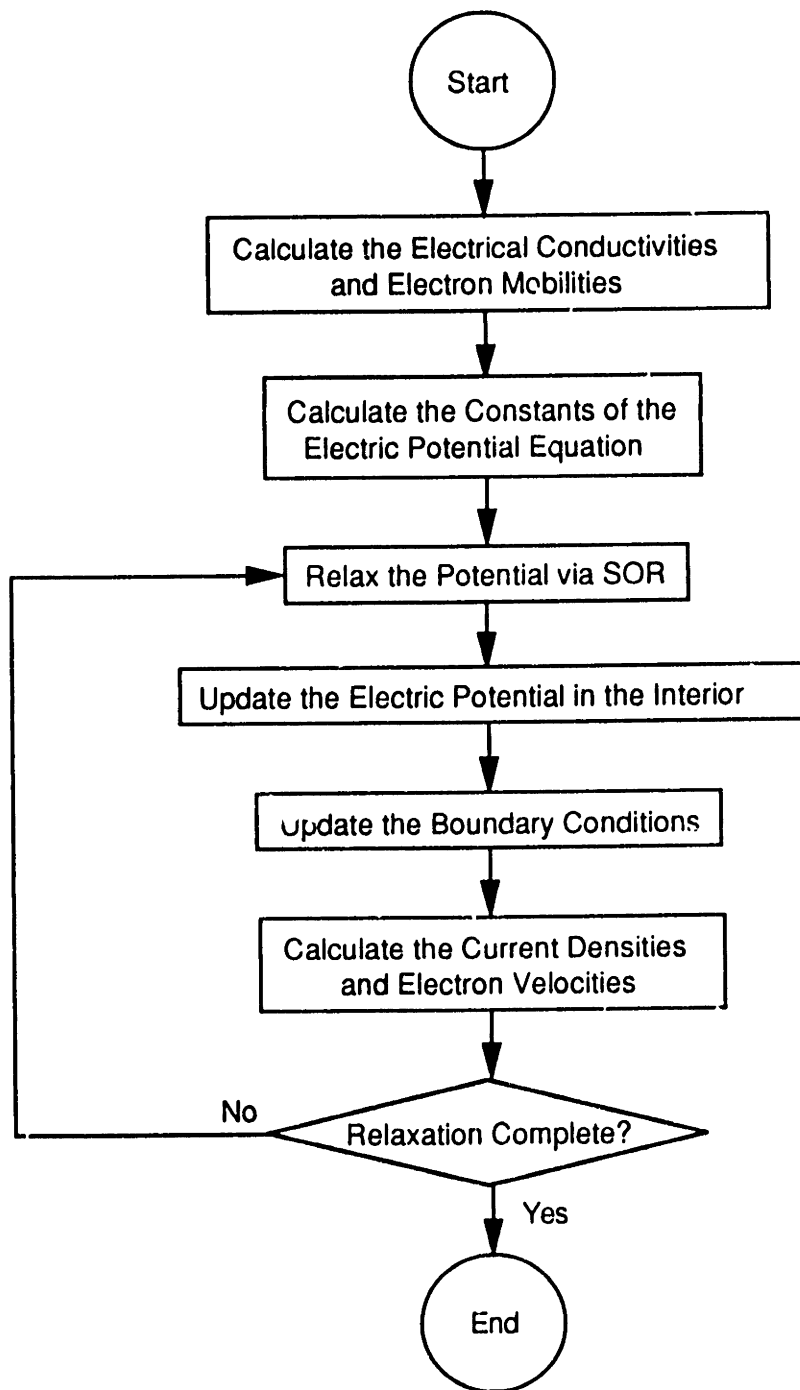 Start
Calculate the Electrical Conductivities
and Electron Mobilities
Calculate the Constants of the
Electric Potential Equation
Relax the Potential via SOR
Update the Electric Potential in the Interior
Update the Boundary Conditions
Calculate the Current Densities
and Electron Velocities
No
Relaxation Complete?
Yes
End